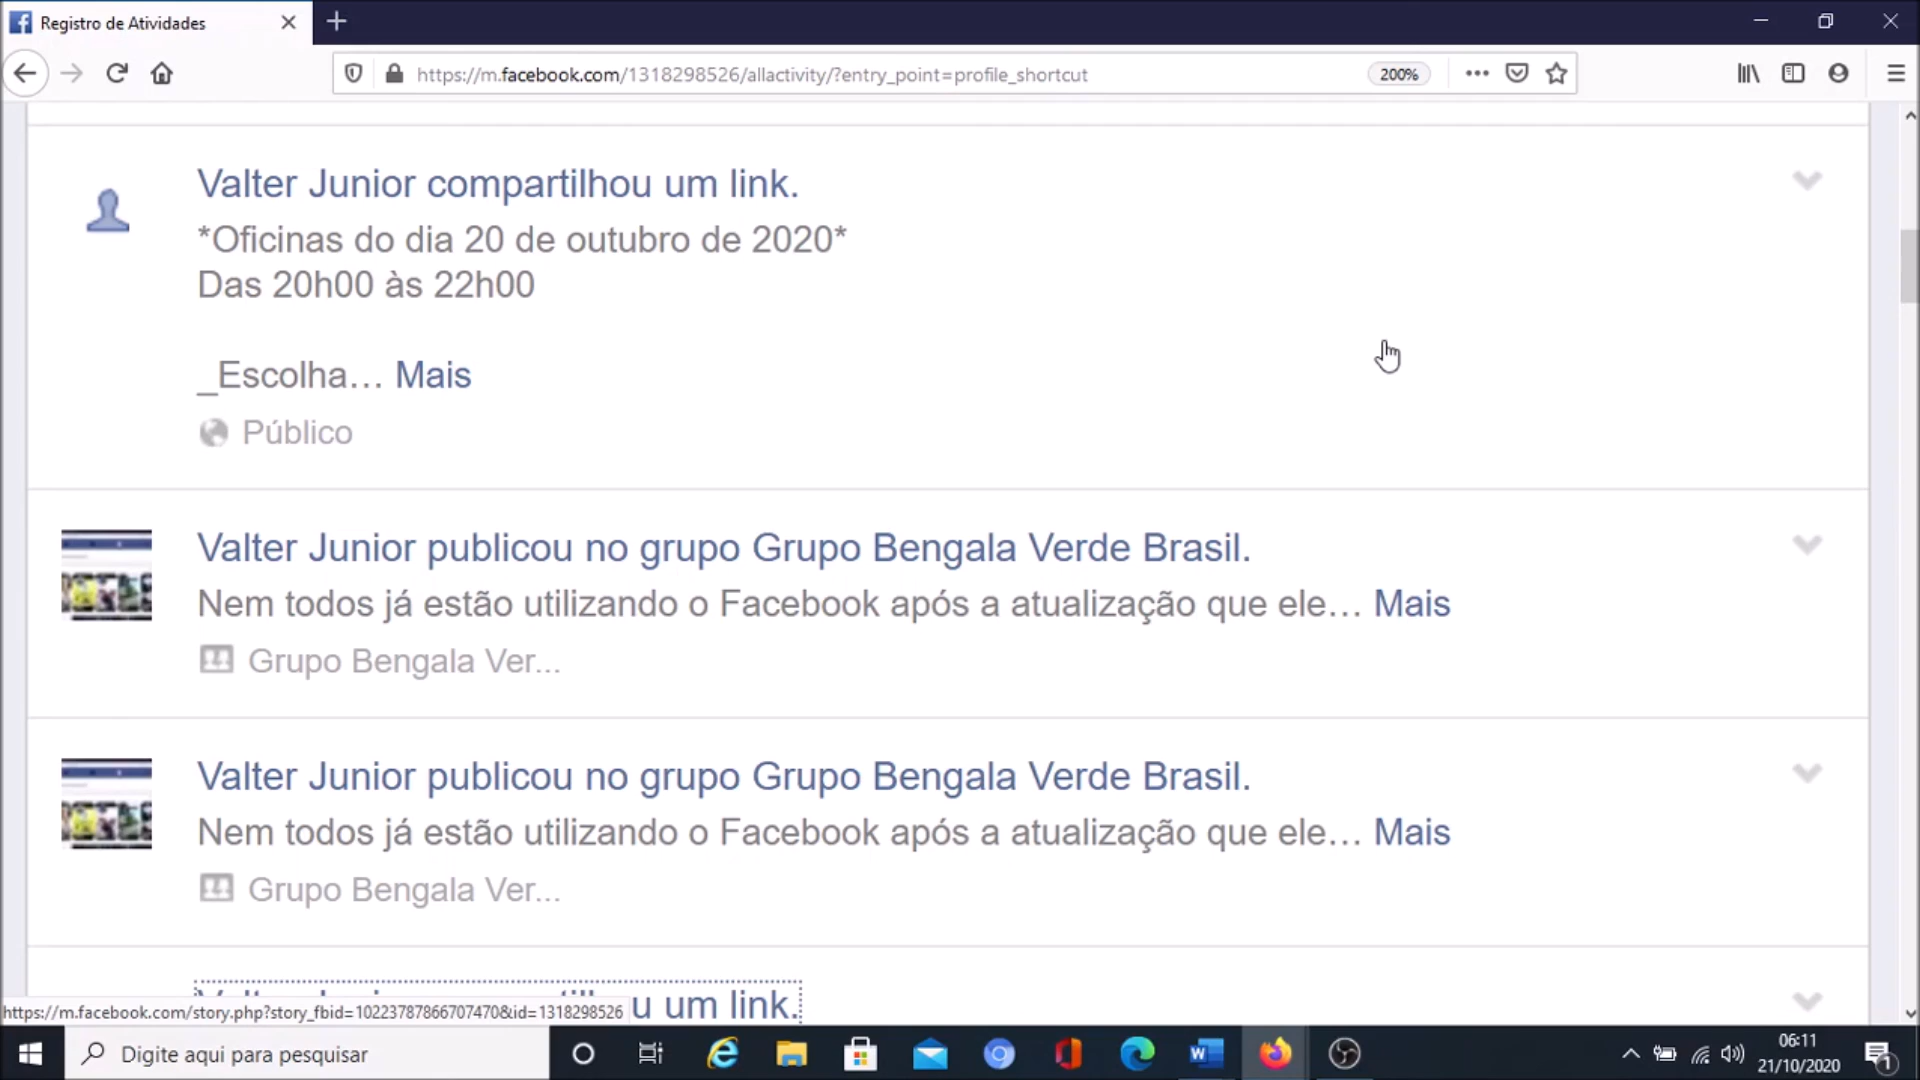 Registro de Atividades
https://m.facebook.com/1318298526/allactivity/?entry_point=profile_shortcut
200%
Valter Junior compartilhou um link.
*Oficinas do dia 20 de outubro de 2020*
Das 20h00 às 22h00
_Escolha… Mais
Público
Valter Junior publicou no grupo Grupo Bengala Verde Brasil.
Nem todos já estão utilizando o Facebook após a atualização que ele… Mais
Grupo Bengala Ver...
Valter Junior publicou no grupo Grupo Bengala Verde Brasil.
Nem todos já estão utilizando o Facebook após a atualização que ele… Mais
Grupo Bengala Ver...
um link.
https://m.facebook.com/story.php?story_fbid=10223787866707470&id=1318298526
Digite aqui para pesquisar
06:11
21/10/2020
1